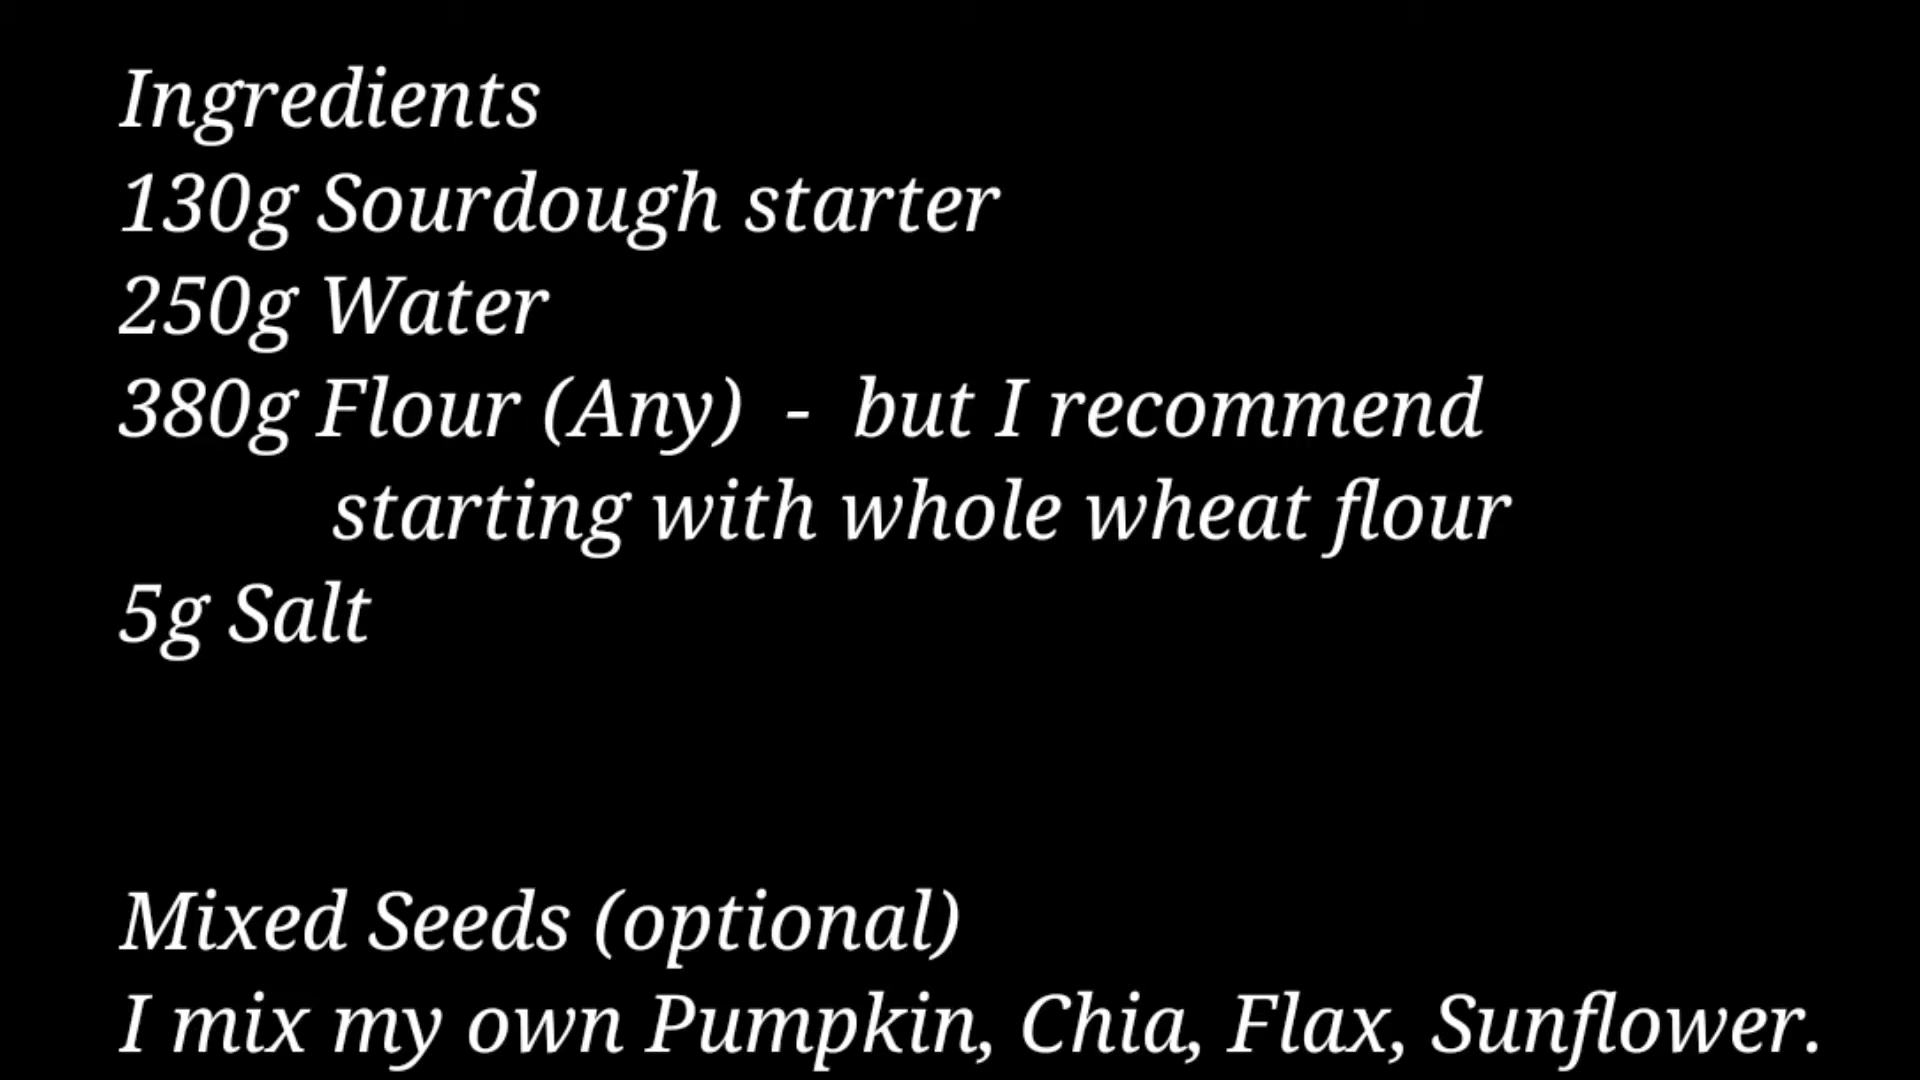 Ingredients
130g Sourdough starter
250g Water
380g Flour (Any)  -  but I recommend
starting with whole wheat flour
5g Salt
Mixed Seeds (optional)
I mix my own Pumpkin, Chia, Flax, Sunflower.